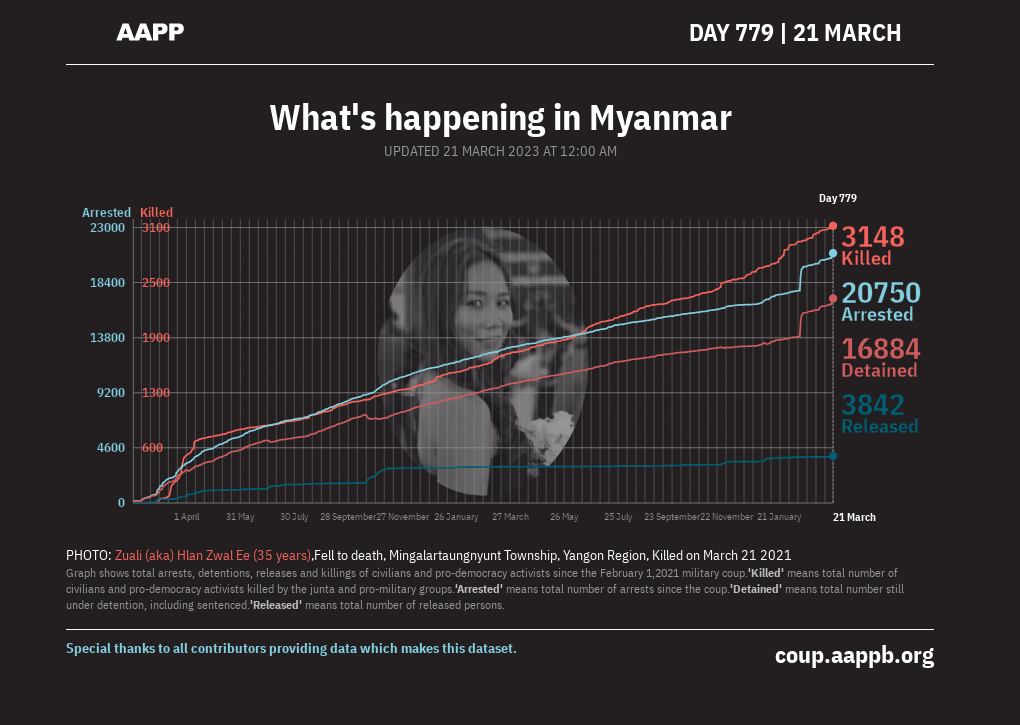 AAPP
DAY 779 | 21 MARCH
What's happening in Myanmar
UPDATED 21 MARCH 2023 AT 12:00 AM
Day 779
Arrested Killed
23000 3100
18400 2500
13800 1900
9200 1300
4600 600
0
3148
Killed
20750
Arrested
16884
Detained
3842
Released
1 April 31 May 30 July 28 September 27 November 26 January 27 March 26 May 25 July 23 September 22 November 21 January 21 March
PHOTO: Zuali (aka) Hlan Zwal Ee (35 years),Fell to death, Mingalartaungnyunt Township, Yangon Region, Killed on March 21 2021
Graph shows total arrests, detentions, releases and killings of civilians and pro-democracy activists since the February 1,2021 military coup.'Killed' means total number of
civilians and pro-democracy activists killed by the junta and pro-military groups.'Arrested' means total number of arrests since the coup.'Detained' means total number still
under detention, including sentenced.'Released' means total number of released persons.
Special thanks to all contributors providing data which makes this dataset.
coup.aappb.org